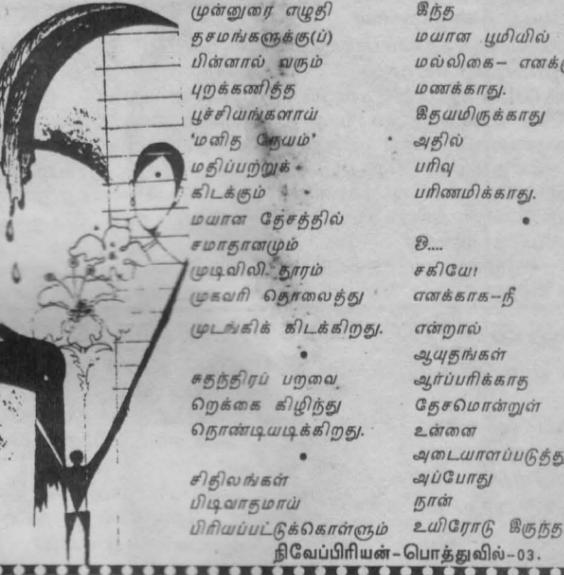 முன்னுரை எழுதி
தசமங்களுக்கு(ப்)
பின்னால் வரும்
புறக்கணித்த
பூச்சியங்களாய்
'மனித நேயம்'
மதிப்பற்றுக்
கிடக்கும்
மயான தேசத்தில்
சமாதானமும்
முடிவிலி தூரம்
முகவரி தொலைத்து
முடங்கிக் கிடக்கிறது.
•
சுதந்திரப் பறவை
றெக்கை கிழிந்து
நொண்டியடிக்கிறது.
•
சிதிலங்கள்
பிடிவாதமாய்
பிரியப்பட்டுக்கொள்ளும்
இந்த
மயான பூமியில்
மல்லிகை– எனக்கு
மணக்காது.
இதயமிருக்காது
அதில்
பரிவு
பரிணமிக்காது.
•
ஓ....
சகியே!
எனக்காக–நீ
என்றால்
ஆயுதங்கள்
ஆர்ப்பரிக்காத
தேசமொன்றுள்
உன்னை
அடையாளப்படுத்து
அப்போது
நான்
உயிரோடு இருந்த
நிவேப்பிரியன்–பொத்துவில்–03.